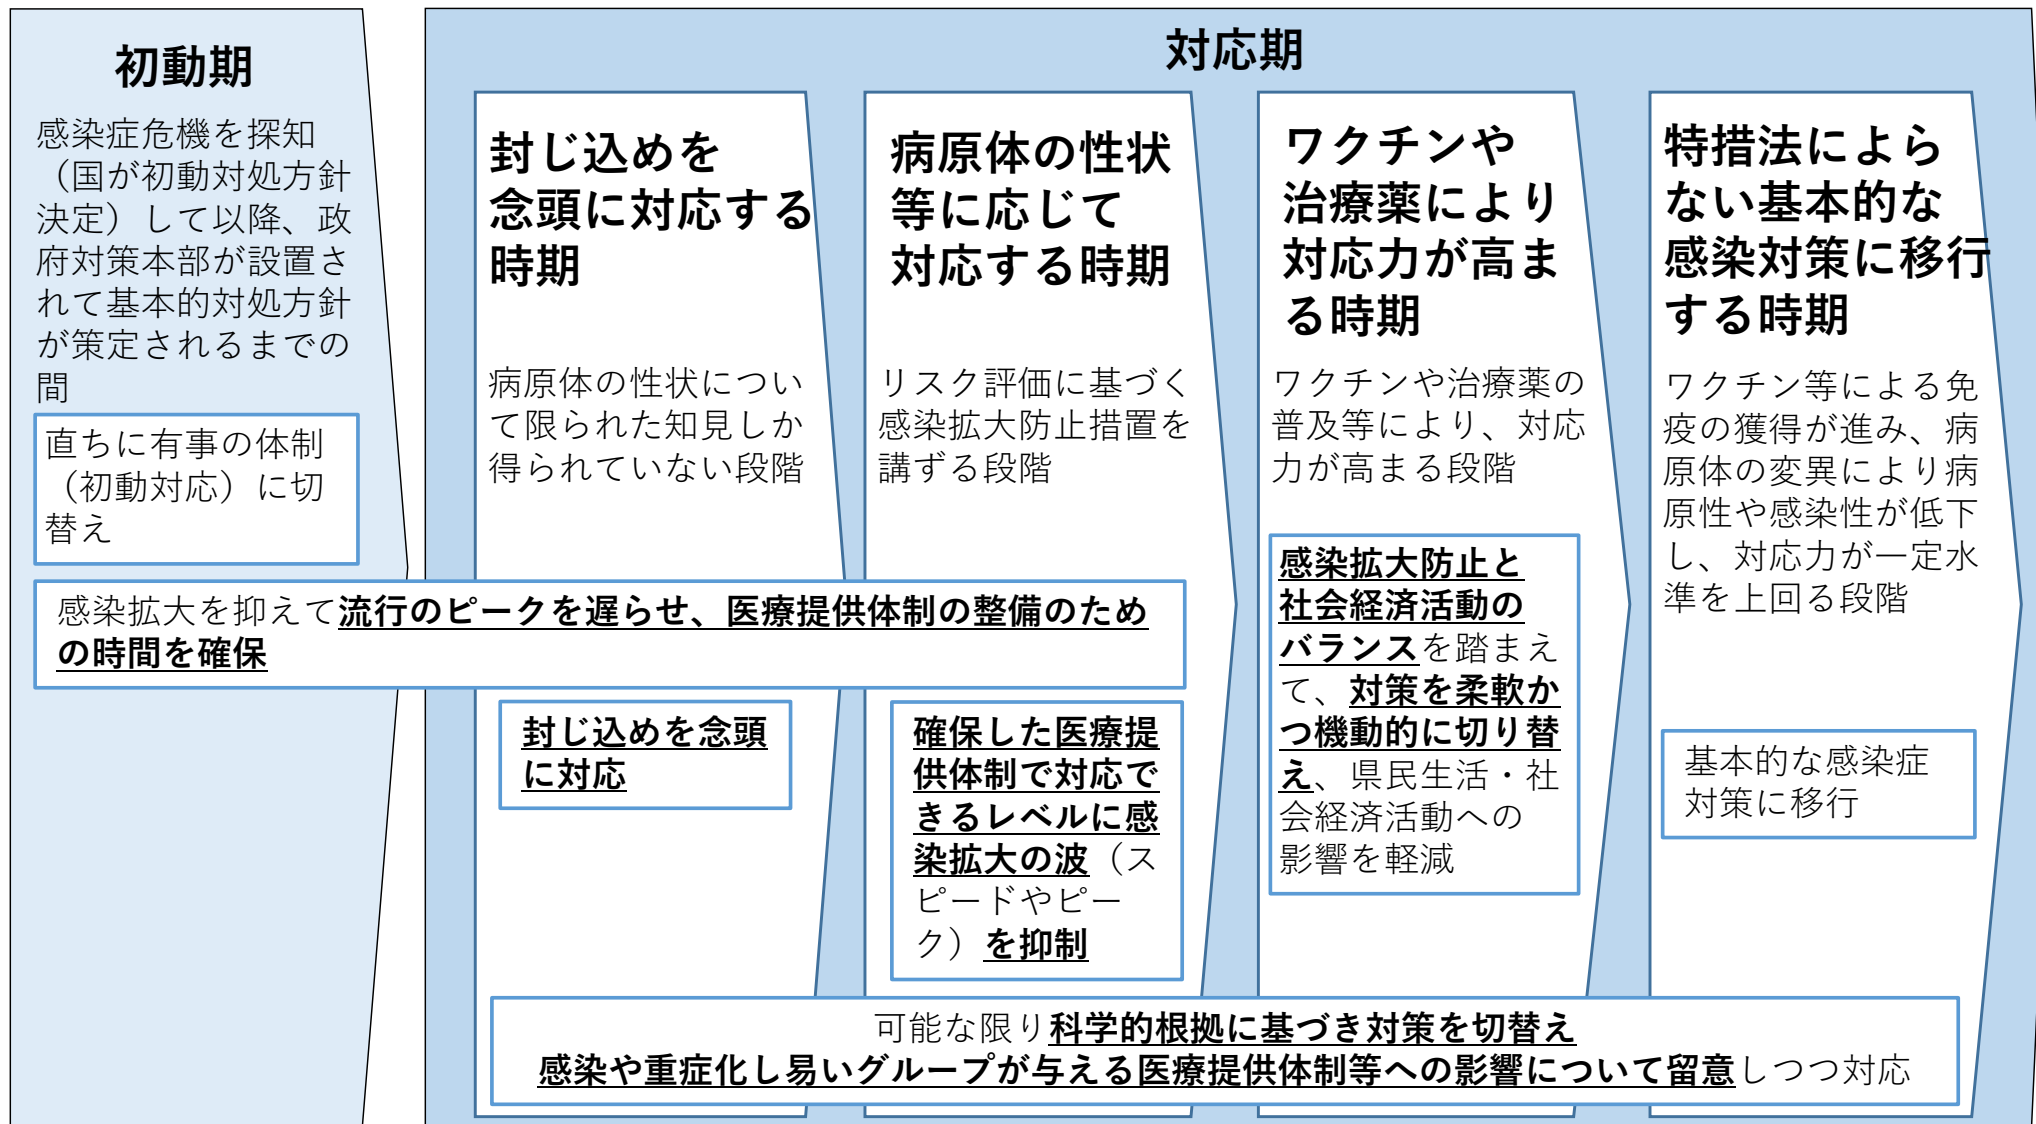 初動期
感染症危機を探知
（国が初動対処方針
決定）して以降、政
府対策本部が設置さ
れて基本的対処方針
が策定されるまでの
間
直ちに有事の体制
（初動対応）に切
替え
対応期
封じ込めを
念頭に対応する
時期
病原体の性状につい
て限られた知見しか
得られていない段階
病原体の性状
等に応じて
対応する時期
リスク評価に基づく
感染拡大防止措置を
講ずる段階
ワクチンや
治療薬により
対応力が高ま
る時期
ワクチンや治療薬の
普及等により、対応
力が高まる段階
特措法によら
ない基本的な
感染対策に移行
する時期
ワクチン等による免
疫の獲得が進み、病
原体の変異により病
原性や感染性が低下
し、対応力が一定水
準を上回る段階
感染拡大を抑えて流行のピークを遅らせ、医療提供体制の整備のため
の時間を確保
封じ込めを念頭
に対応
確保した医療提
供体制で対応で
きるレベルに感
染拡大の波（ス
ピードやピー
ク）を抑制
感染拡大防止と
社会経済活動の
バランスを踏まえ
て、対策を柔軟か
つ機動的に切り替
え、県民生活・社
会経済活動への
影響を軽減
基本的な感染症
対策に移行
可能な限り科学的根拠に基づき対策を切替え
感染や重症化し易いグループが与える医療提供体制等への影響について留意しつつ対応